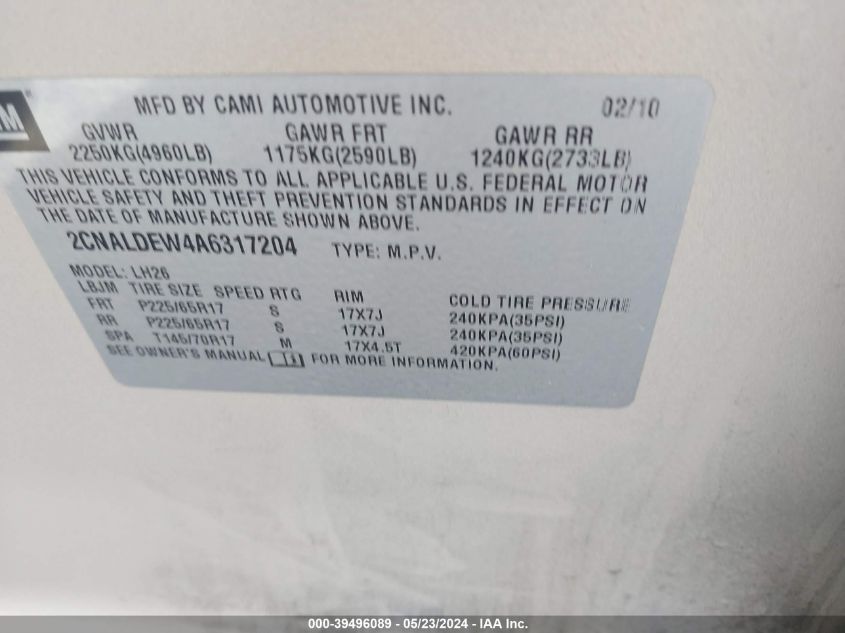 MFD BY CAMI AUTOMOTIVE INC. 02/10
GVWR GAWR FRT GAWR RR
2250KG(4960LB) 1175KG(2590LB) 1240KG(2733LB)
THIS VEHICLE CONFORMS TO ALL APPLICABLE U.S. FEDERAL MOTOR
VEHICLE SAFETY AND THEFT PREVENTION STANDARDS IN EFFECT ON
THE DATE OF MANUFACTURE SHOWN ABOVE.
2CNALDEW4A6317204 TYPE: M.P.V.
MODEL: LH26
LBJM TIRE SIZE SPEED RTG RIM COLD TIRE PRESSURE
FRT P225/65R17 S 17X7J 240KPA(35PSI)
RR P225/65R17 S 17X7J 240KPA(35PSI)
SPA T145/70R17 M 17X4.5T 420KPA(60PSI)
SEE OWNER'S MANUAL FOR MORE INFORMATION.
000-39496089 - 05/23/2024 - IAA Inc.